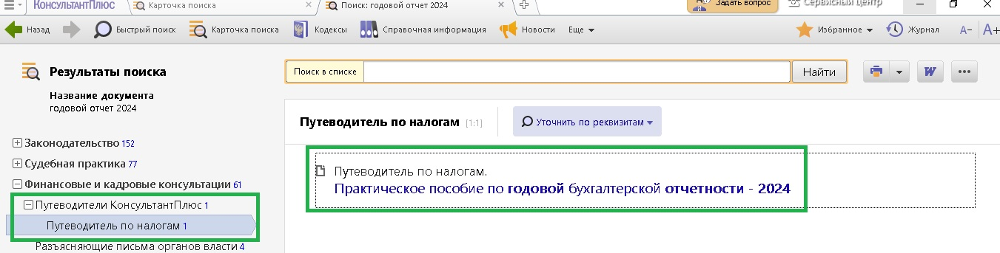 КОНСУЛЬТАНТПЛЮС
Карточка поиска
Поиск: годовой отчет 2024
Задать вопрос
Сервисный центр
Назад
Быстрый поиск
Карточка поиска
Кодексы
Справочная информация
Новости
Еще
Избранное
Журнал
A−
A+
Результаты поиска
Название документа
годовой отчет 2024
Законодательство 152
Судебная практика 77
Финансовые и кадровые консультации 61
Путеводители КонсультантПлюс 1
Путеводитель по налогам 1
Разъясняющие письма органов власти 4
Поиск в списке
Найти
W
Путеводитель по налогам [1:1]
Уточнить по реквизитам
Путеводитель по налогам.
Практическое пособие по годовой бухгалтерской отчетности - 2024